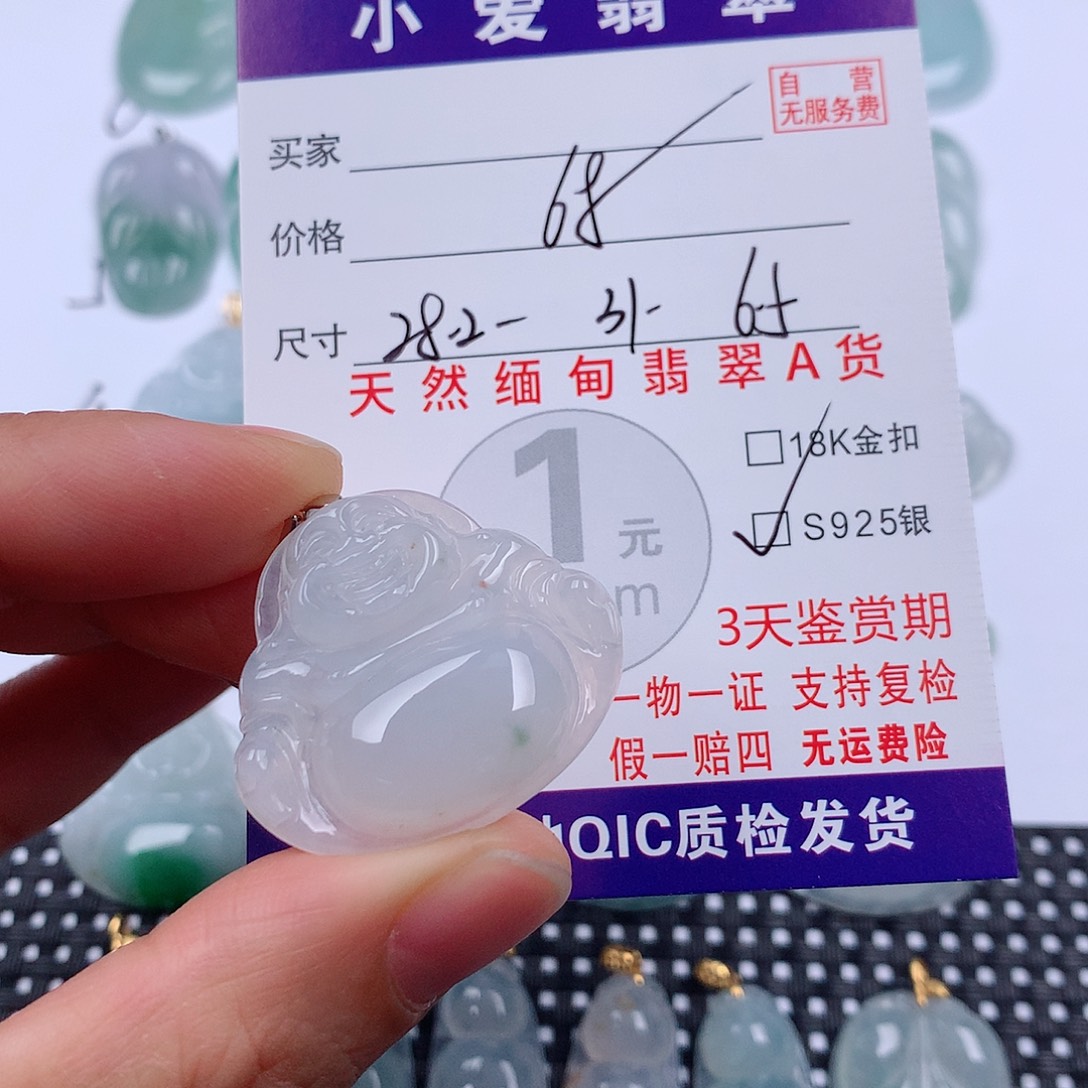 小爱翡翠
自营
无服务费
买家
价格 68
尺寸 28.2- 31- 6.5
天然缅甸翡翠A货
1元
m
18K金扣
S925银
3天鉴赏期
一物一证 支持复检
假一赔四 无运费险
QIC质检发货